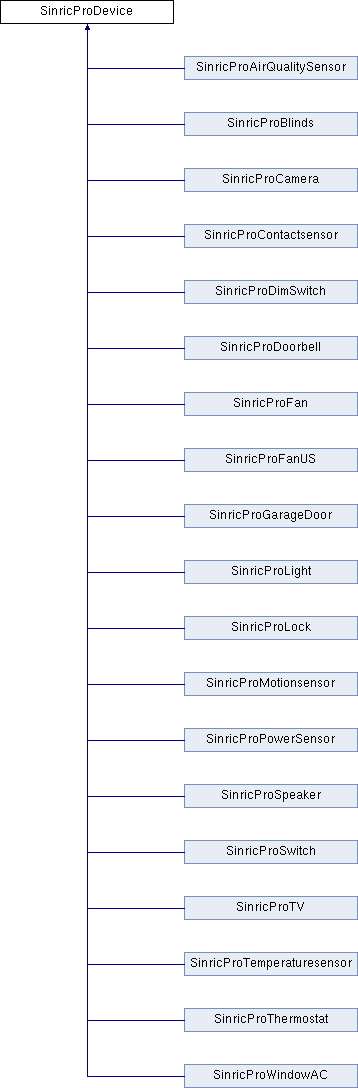 SinricProDevice
SinricProAirQualitySensor
SinricProBlinds
SinricProCamera
SinricProContactsensor
SinricProDimSwitch
SinricProDoorbell
SinricProFan
SinricProFanUS
SinricProGarageDoor
SinricProLight
SinricProLock
SinricProMotionsensor
SinricProPowerSensor
SinricProSpeaker
SinricProSwitch
SinricProTV
SinricProTemperaturesensor
SinricProThermostat
SinricProWindowAC